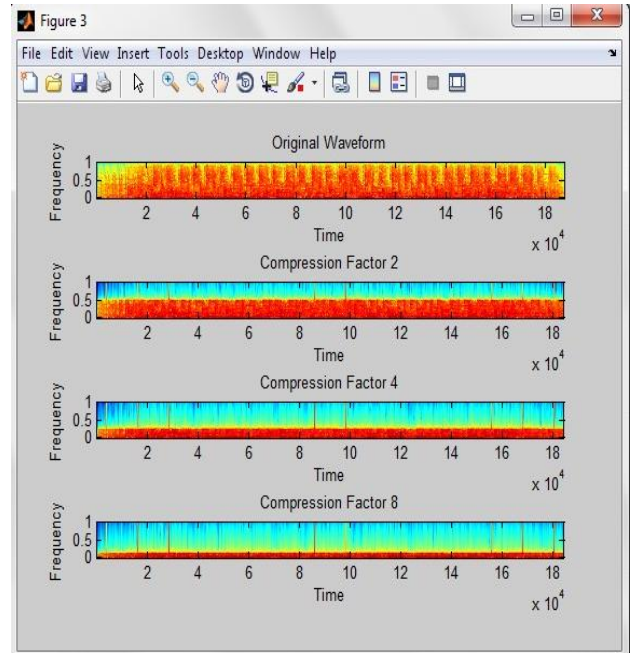 Figure 3
File Edit View Insert Tools Desktop Window Help
Original Waveform
Frequency
1
0.5
0
2 4 6 8 10 12 14 16 18
Time
x 10^4
Compression Factor 2
Frequency
1
0.5
0
2 4 6 8 10 12 14 16 18
Time
x 10^4
Compression Factor 4
Frequency
1
0.5
0
2 4 6 8 10 12 14 16 18
Time
x 10^4
Compression Factor 8
Frequency
1
0.5
0
2 4 6 8 10 12 14 16 18
Time
x 10^4